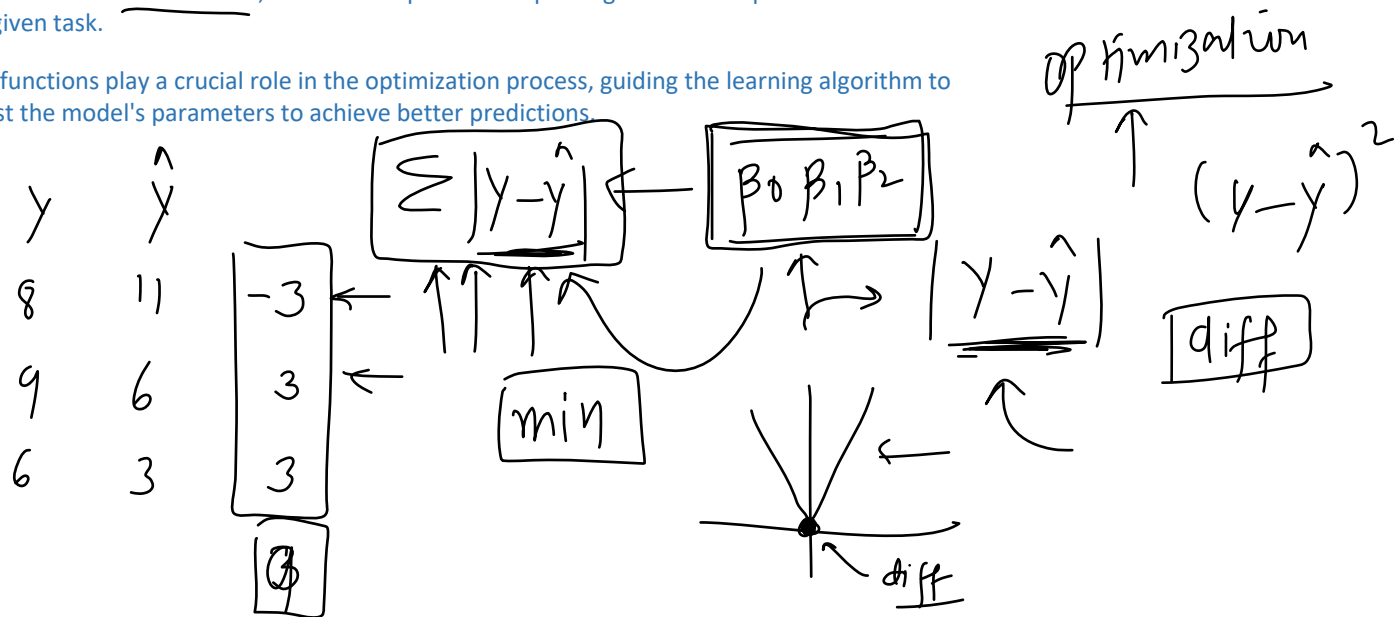 given task.
functions play a crucial role in the optimization process, guiding the learning algorithm to
st the model's parameters to achieve better predictions.
optimization
y ŷ
Σ |y-ŷ|
β0 β1 β2
(y-ŷ)²
|y-ŷ|
8 11 -3
9 6 3
6 3 3
min
diff
diff